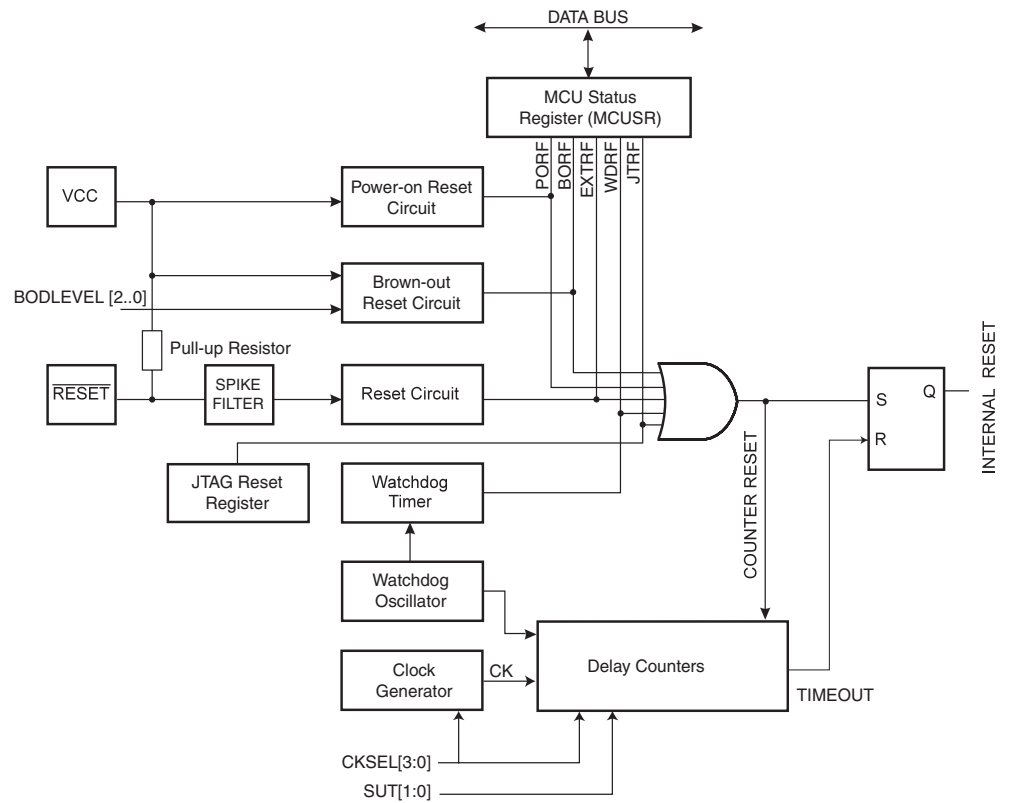 DATA BUS
MCU Status
Register (MCUSR)
PORF
BORF
EXTRF
WDRF
JTRF
VCC
Power-on Reset
Circuit
Brown-out
Reset Circuit
BODLEVEL [2..0]
Pull-up Resistor
RESET
SPIKE
FILTER
Reset Circuit
JTAG Reset
Register
Watchdog
Timer
Watchdog
Oscillator
Clock
Generator
CK
Delay Counters
CKSEL[3:0]
SUT[1:0]
COUNTER RESET
TIMEOUT
S
R
Q
INTERNAL RESET